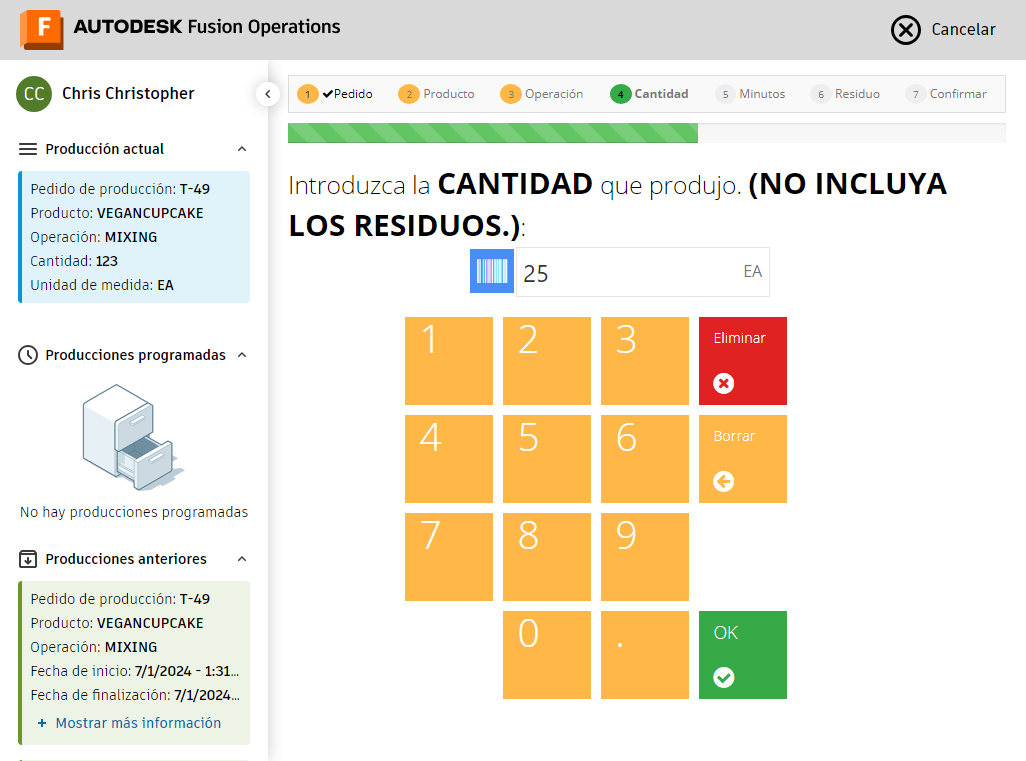 F AUTODESK Fusion Operations
Cancelar
CC Chris Christopher
1 Pedido 2 Producto 3 Operación 4 Cantidad 5 Minutos 6 Residuo 7 Confirmar
Producción actual
Pedido de producción: T-49
Producto: VEGANCUPCAKE
Operación: MIXING
Cantidad: 123
Unidad de medida: EA
Producciones programadas
No hay producciones programadas
Producciones anteriores
Pedido de producción: T-49
Producto: VEGANCUPCAKE
Operación: MIXING
Fecha de inicio: 7/1/2024 - 1:31...
Fecha de finalización: 7/1/2024...
+ Mostrar más información
Introduzca la CANTIDAD que produjo. (NO INCLUYA
LOS RESIDUOS.):
25 EA
1 2 3 Eliminar
4 5 6 Borrar
7 8 9
0 . OK